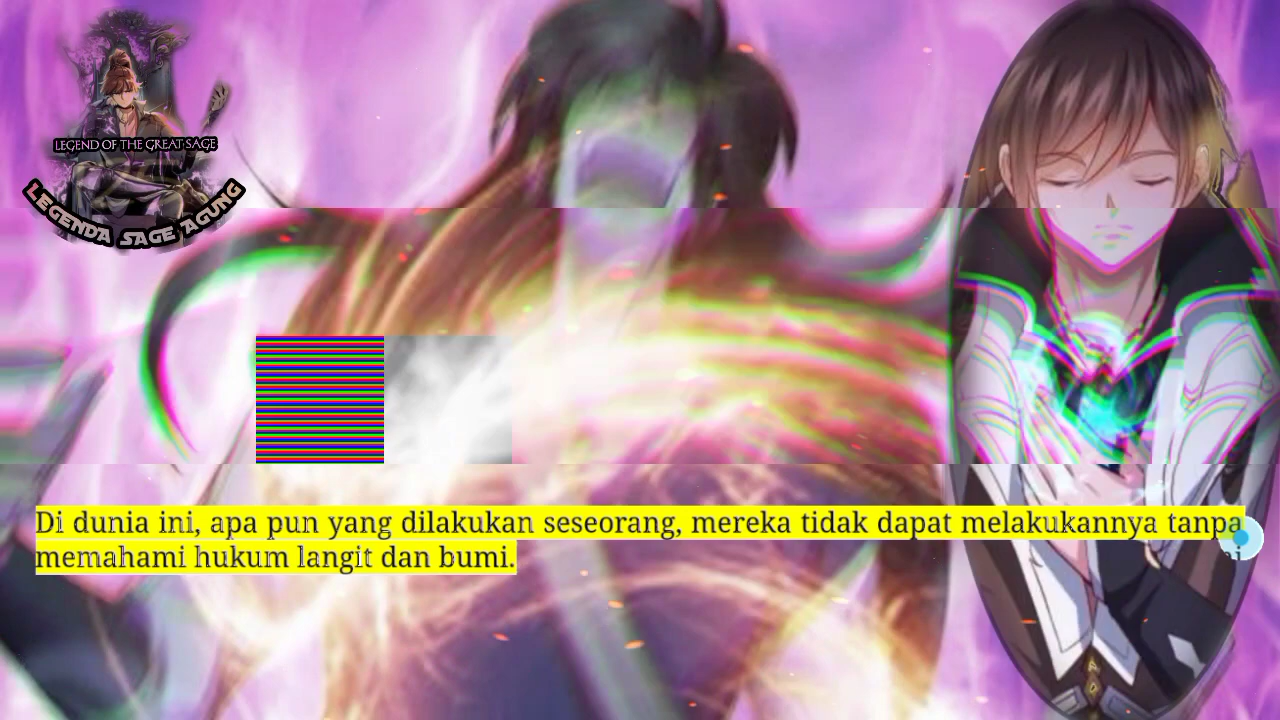 LEGEND OF THE GREAT SAGE
LEGENDA SAGE AGUNG
Di dunia ini, apa pun yang dilakukan seseorang, mereka tidak dapat melakukannya tanpa
memahami hukum langit dan bumi.